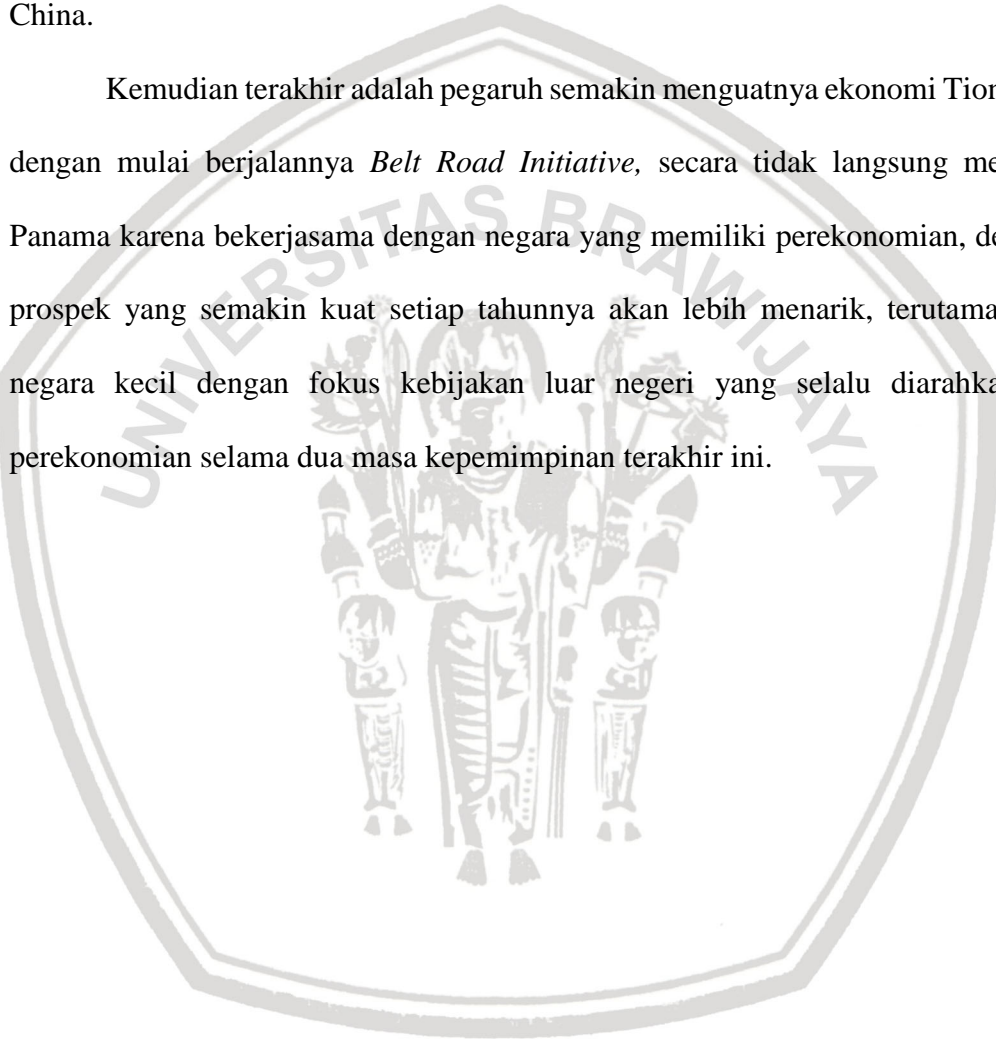 China.
Kemudian terakhir adalah pegaruh semakin menguatnya ekonomi Tion
dengan mulai berjalannya Belt Road Initiative, secara tidak langsung me
Panama karena bekerjasama dengan negara yang memiliki perekonomian, de
prospek yang semakin kuat setiap tahunnya akan lebih menarik, terutama
negara kecil dengan fokus kebijakan luar negeri yang selalu diarahka
perekonomian selama dua masa kepemimpinan terakhir ini.
UNIVERSITAS BRAWIJAYA